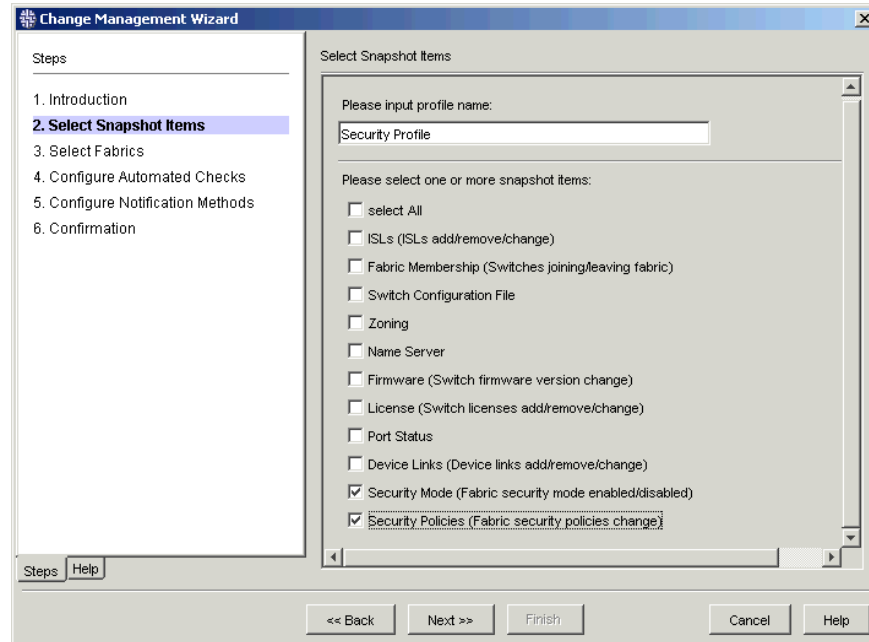 Change Management Wizard
Steps
1. Introduction
2. Select Snapshot Items
3. Select Fabrics
4. Configure Automated Checks
5. Configure Notification Methods
6. Confirmation
Steps
Help
Select Snapshot Items
Please input profile name:
Security Profile
Please select one or more snapshot items:
select All
ISLs (ISLs add/remove/change)
Fabric Membership (Switches joining/leaving fabric)
Switch Configuration File
Zoning
Name Server
Firmware (Switch firmware version change)
License (Switch licenses add/remove/change)
Port Status
Device Links (Device links add/remove/change)
Security Mode (Fabric security mode enabled/disabled)
Security Policies (Fabric security policies change)
<< Back
Next >>
Finish
Cancel
Help